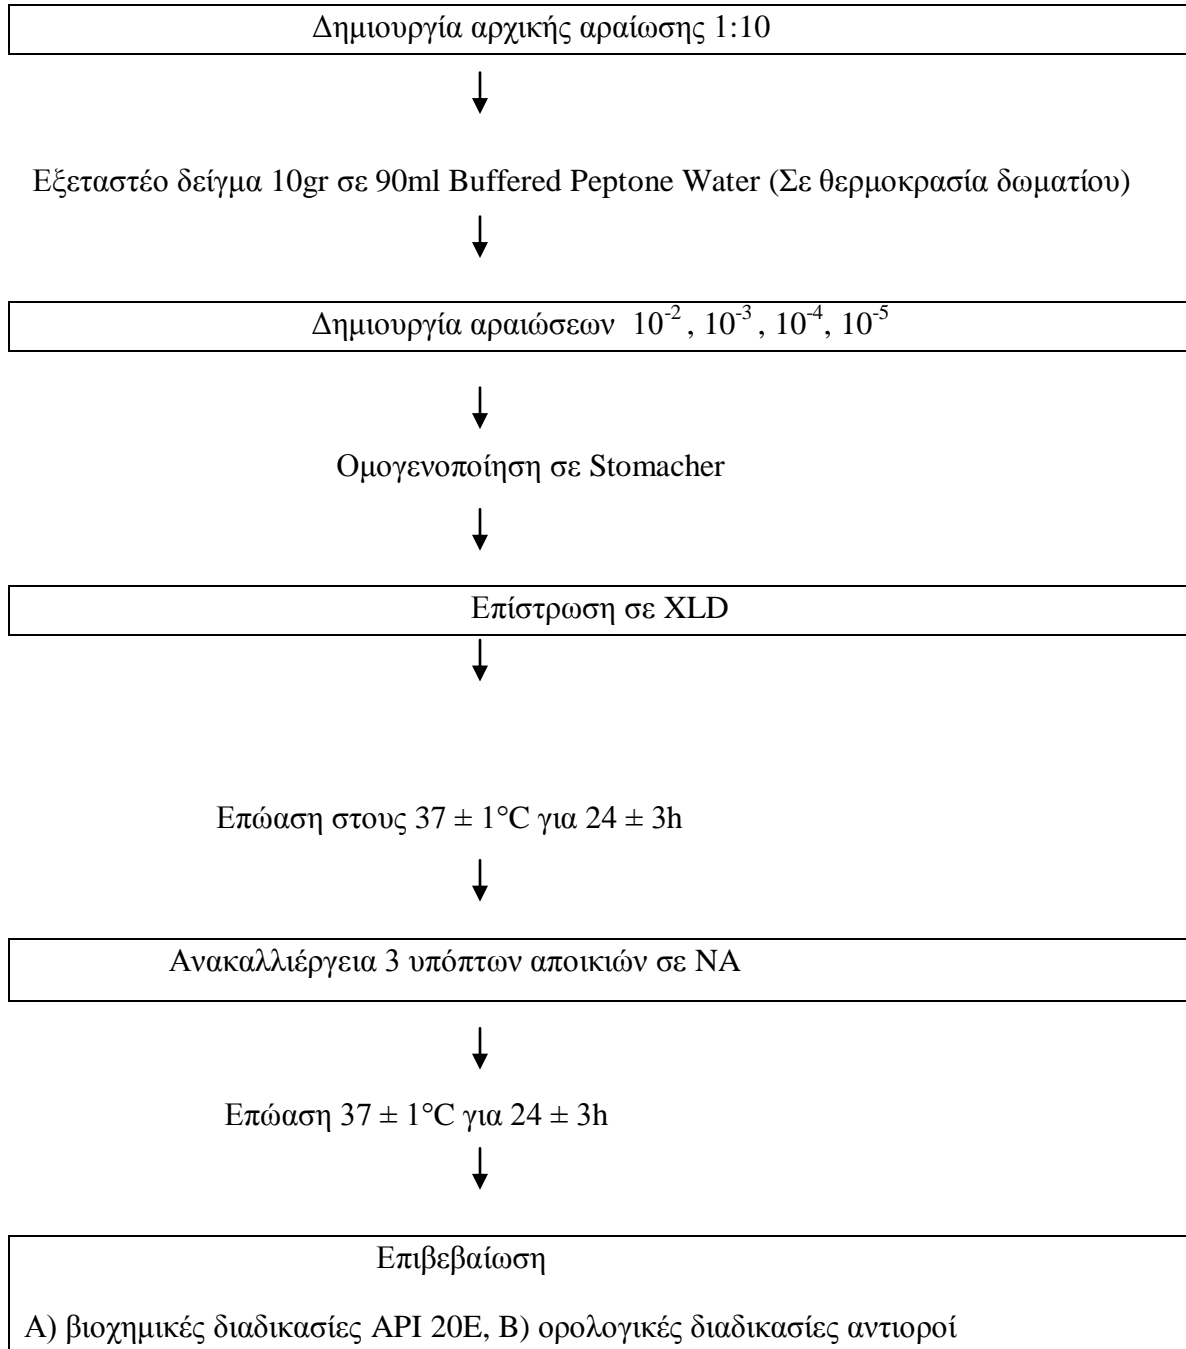 Δημιουργία αρχικής αραίωσης 1:10
Εξεταστέο δείγμα 10gr σε 90ml Buffered Peptone Water (Σε θερμοκρασία δωματίου)
Δημιουργία αραιώσεων 10⁻² , 10⁻³ , 10⁻⁴, 10⁻⁵
Ομογενοποίηση σε Stomacher
Επίστρωση σε XLD
Επώαση στους 37 ± 1°C για 24 ± 3h
Ανακαλλιέργεια 3 υπόπτων αποικιών σε NA
Επώαση 37 ± 1°C για 24 ± 3h
Επιβεβαίωση
Α) βιοχημικές διαδικασίες API 20E, Β) ορολογικές διαδικασίες αντιοροί